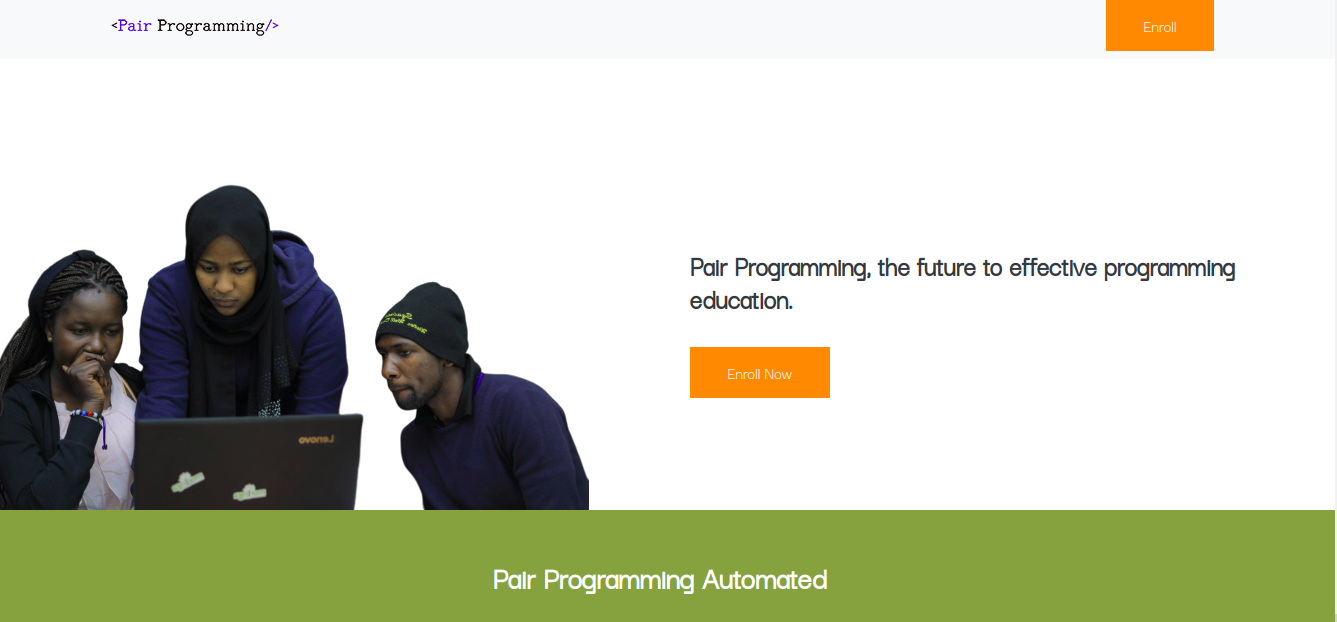 <Pair Programming/>
Enroll
Pair Programming, the future to effective programming
education.
Enroll Now
Lenovo
Pair Programming Automated